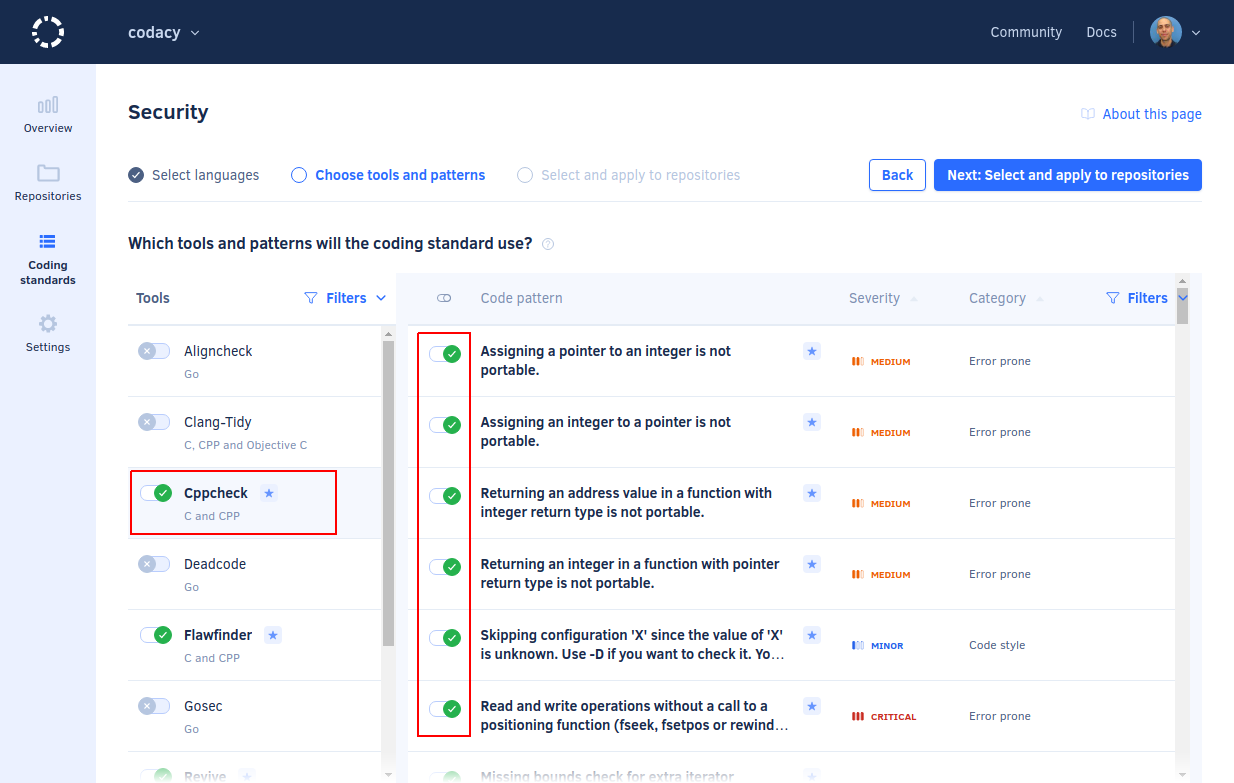 codacy
Community
Docs
Overview
Repositories
Coding
standards
Settings
Security
About this page
Select languages
Choose tools and patterns
Select and apply to repositories
Back
Next: Select and apply to repositories
Which tools and patterns will the coding standard use?
Tools
Filters
Code pattern
Severity
Category
Filters
Aligncheck
Go
Clang-Tidy
C, CPP and Objective C
Cppcheck
C and CPP
Deadcode
Go
Flawfinder
C and CPP
Gosec
Go
Revive
Assigning a pointer to an integer is not
portable.
MEDIUM
Error prone
Assigning an integer to a pointer is not
portable.
MEDIUM
Error prone
Returning an address value in a function with
integer return type is not portable.
MEDIUM
Error prone
Returning an integer in a function with pointer
return type is not portable.
MEDIUM
Error prone
Skipping configuration 'X' since the value of 'X'
is unknown. Use -D if you want to check it. Yo...
MINOR
Code style
Read and write operations without a call to a
positioning function (fseek, fsetpos or rewind...
CRITICAL
Error prone
Missing bounds check for extra iterator